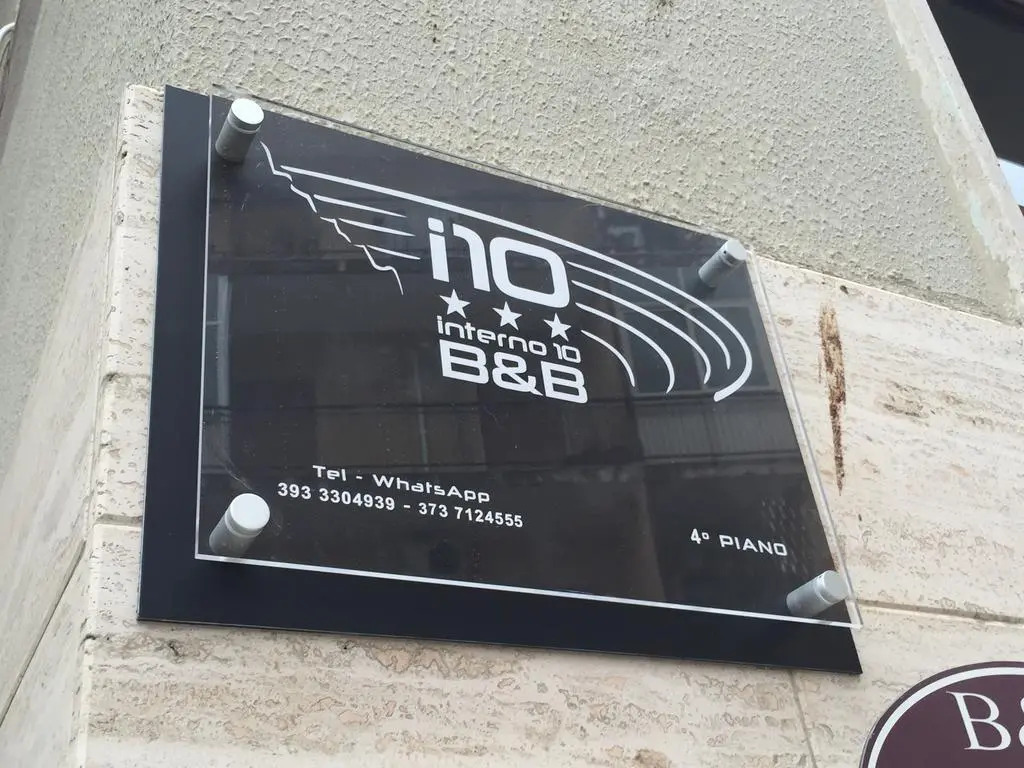 i10
interno 10
B&B
Tel - WhatsApp
393 3304939 - 373 7124555
4° PIANO
B&